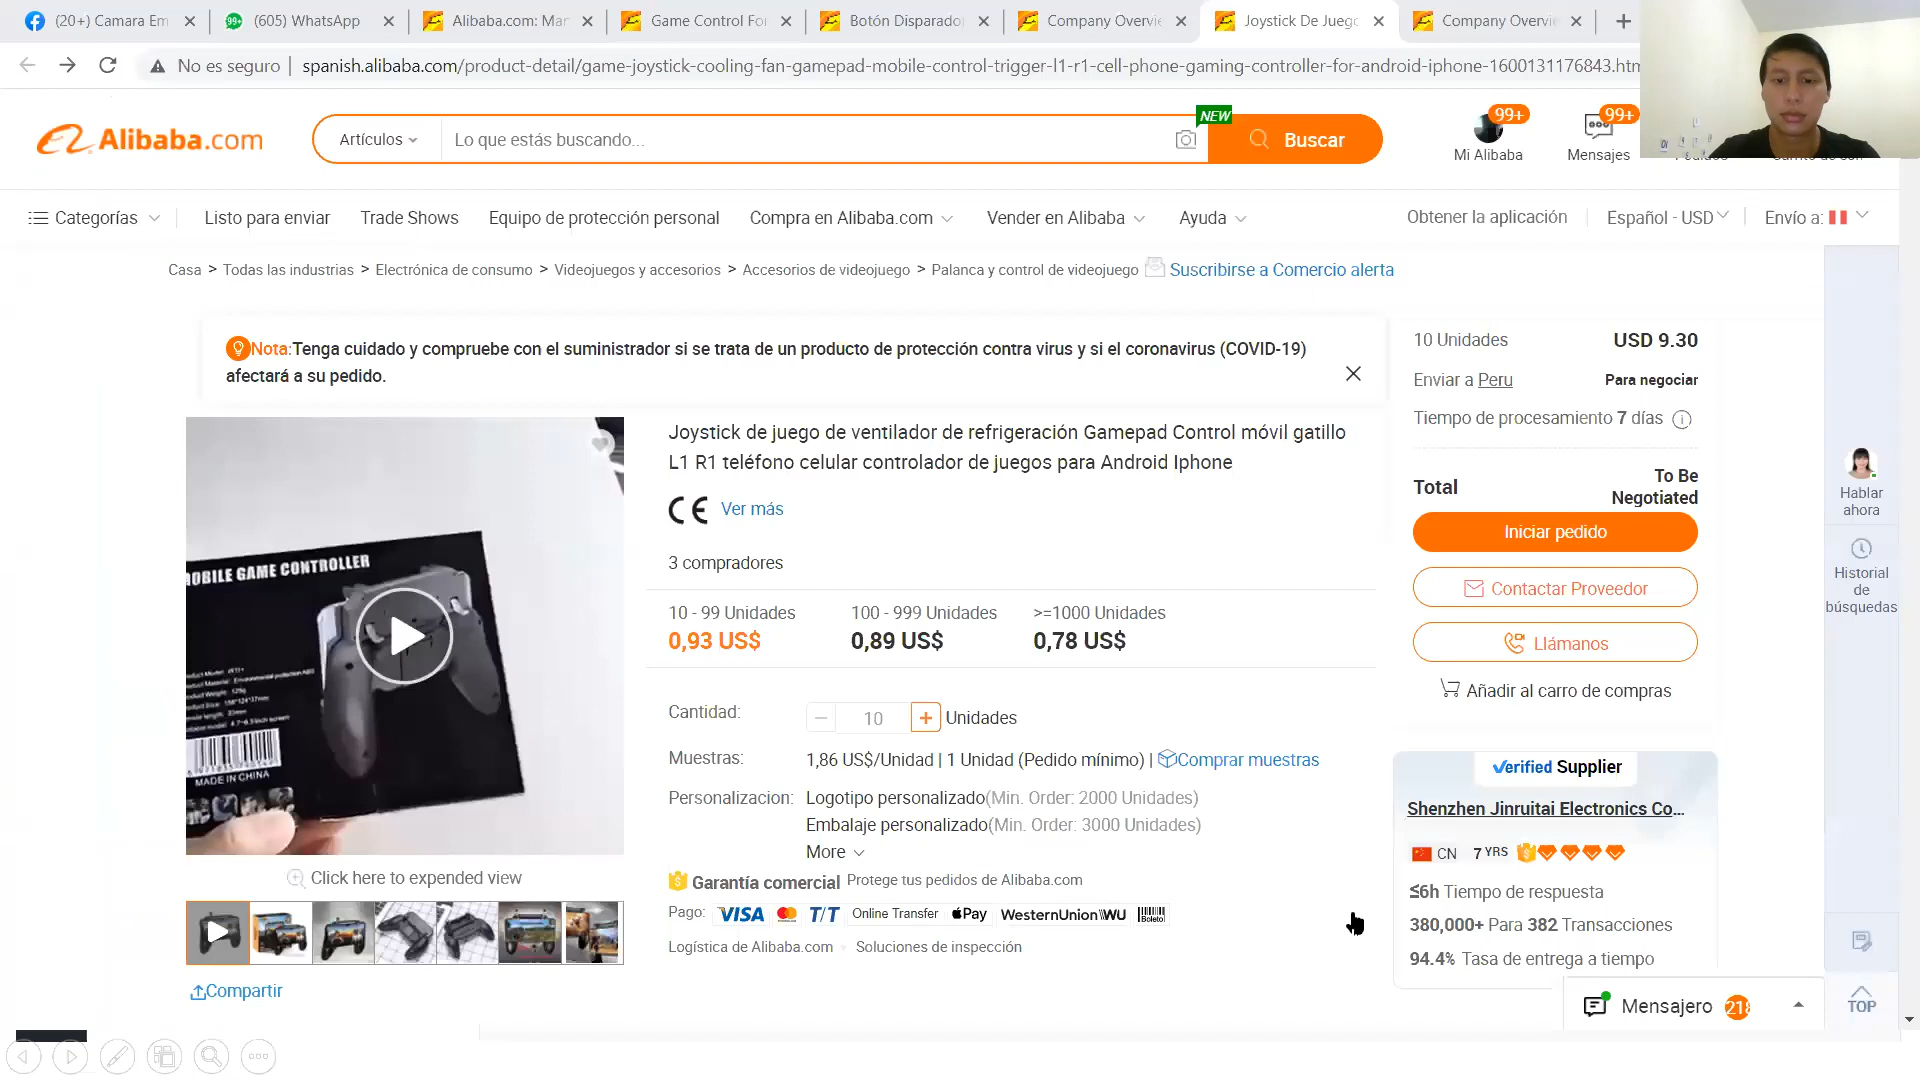 (20+) Camara Em
(605) WhatsApp
Alibaba.com: Man
Game Control Fo
Botón Disparado
Company Overvie
Joystick De Juego
Company Overvie
No es seguro
spanish.alibaba.com/product-detail/game-joystick-cooling-fan-gamepad-mobile-control-trigger-l1-r1-cell-phone-gaming-controller-for-android-iphone-1600131176843.htm
Alibaba.com
Artículos
Lo que estás buscando...
NEW
Buscar
99+
Mi Alibaba
99+
Mensajes
Categorías
Listo para enviar
Trade Shows
Equipo de protección personal
Compra en Alibaba.com
Vender en Alibaba
Ayuda
Obtener la aplicación
Español - USD
Envío a:
Casa > Todas las industrias > Electrónica de consumo > Videojuegos y accesorios > Accesorios de videojuego > Palanca y control de videojuego
Suscribirse a Comercio alerta
Nota:Tenga cuidado y compruebe con el suministrador si se trata de un producto de protección contra virus y si el coronavirus (COVID-19)
afectará a su pedido.
MOBILE GAME CONTROLLER
MADE IN CHINA
Click here to expended view
Compartir
Joystick de juego de ventilador de refrigeración Gamepad Control móvil gatillo
L1 R1 teléfono celular controlador de juegos para Android Iphone
CE Ver más
3 compradores
10 - 99 Unidades
0,93 US$
100 - 999 Unidades
0,89 US$
>=1000 Unidades
0,78 US$
Cantidad:
10
Unidades
Muestras:
1,86 US$/Unidad | 1 Unidad (Pedido mínimo) | Comprar muestras
Personalizacion:
Logotipo personalizado(Min. Order: 2000 Unidades)
Embalaje personalizado(Min. Order: 3000 Unidades)
More
Garantía comercial Protege tus pedidos de Alibaba.com
Pago: VISA T/T Online Transfer Pay WesternUnion WU Boleto
Logística de Alibaba.com
Soluciones de inspección
10 Unidades USD 9.30
Enviar a Peru Para negociar
Tiempo de procesamiento 7 días
Total To Be
Negotiated
Iniciar pedido
Contactar Proveedor
Llámanos
Añadir al carro de compras
Verified Supplier
Shenzhen Jinruitai Electronics Co...
CN 7 YRS
≤6h Tiempo de respuesta
380,000+ Para 382 Transacciones
94.4% Tasa de entrega a tiempo
Mensajero 218
Hablar
ahora
Historial
de
búsquedas
TOP